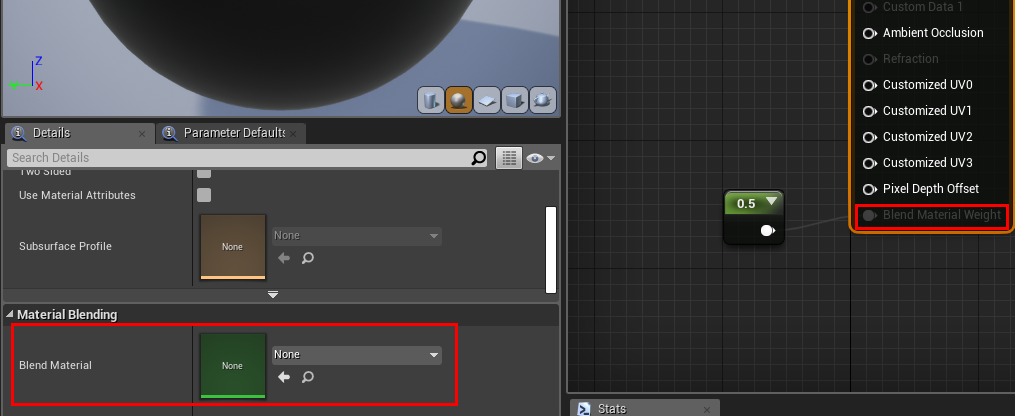 Z
Y
X
Details
Parameter Defaults
Search Details
Two Sided
Use Material Attributes
Subsurface Profile
None
None
Material Blending
Blend Material
None
None
Custom Data 1
Ambient Occlusion
Refraction
Customized UV0
Customized UV1
Customized UV2
Customized UV3
Pixel Depth Offset
Blend Material Weight
0.5
Stats